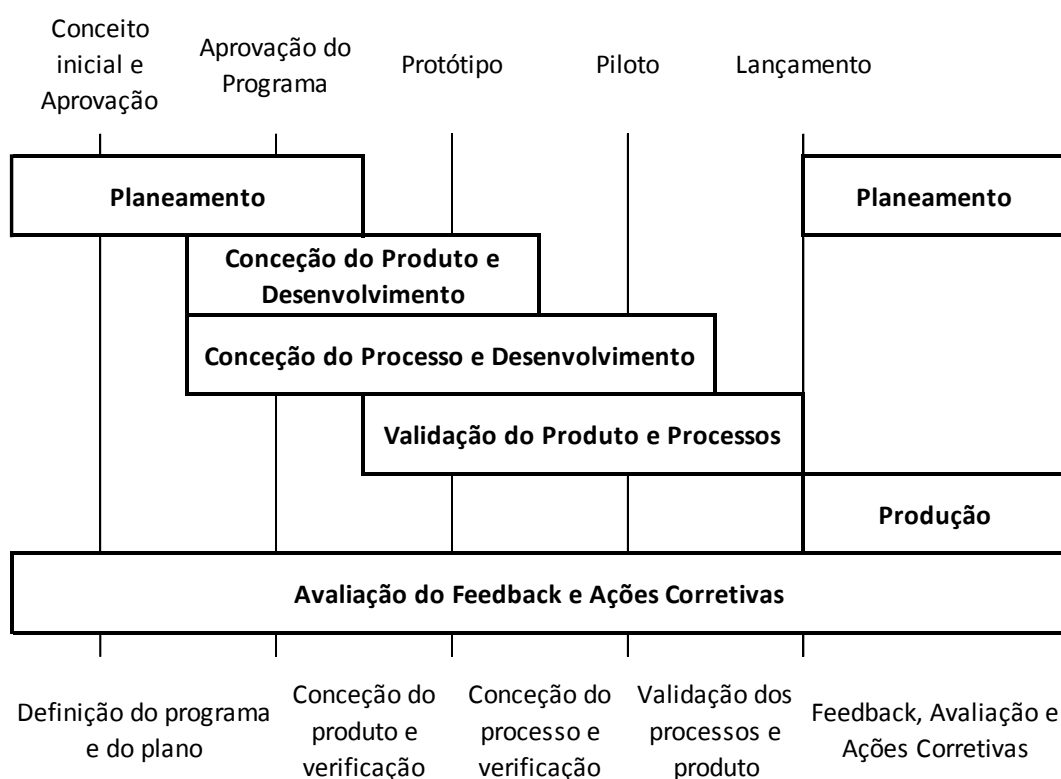 Conceito
inicial e
Aprovação
Aprovação do
Programa
Protótipo
Piloto
Lançamento
Planeamento
Planeamento
Conceção do Produto e
Desenvolvimento
Conceção do Processo e Desenvolvimento
Validação do Produto e Processos
Produção
Avaliação do Feedback e Ações Corretivas
Definição do programa
e do plano
Conceção do
produto e
verificação
Conceção do
processo e
verificação
Validação dos
processos e
produto
Feedback, Avaliação e
Ações Corretivas